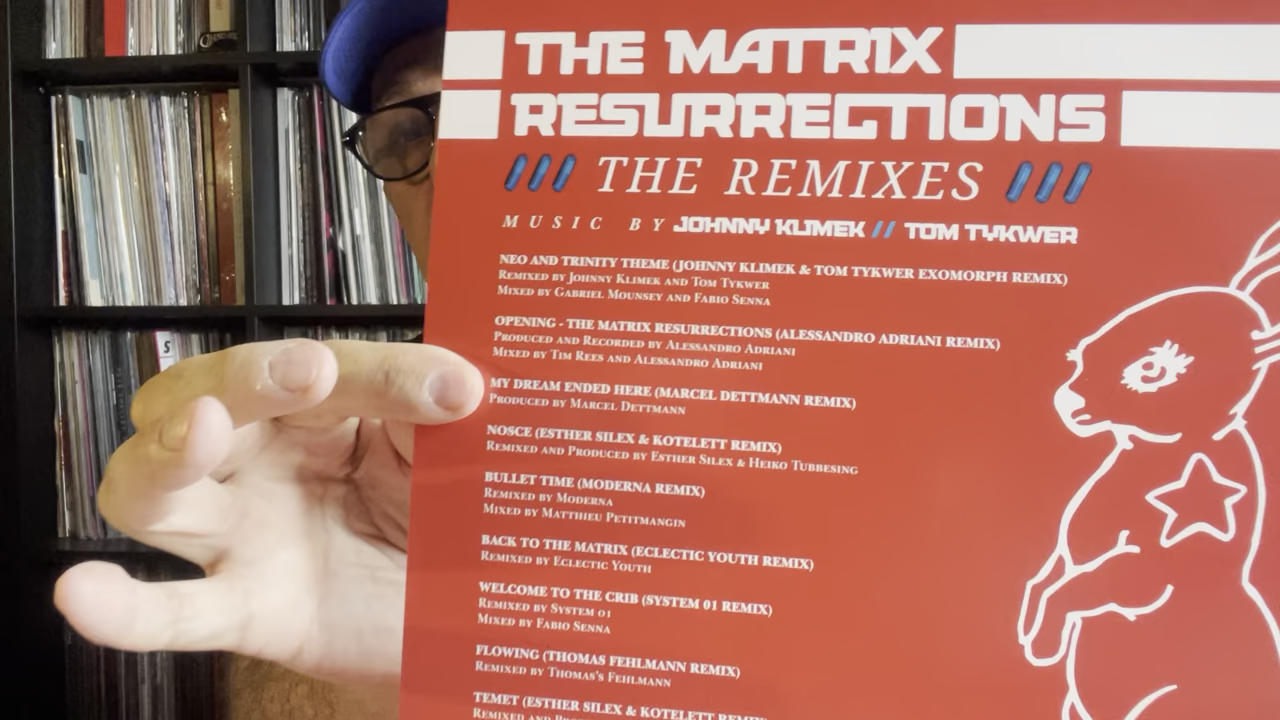 THE MATRIX
RESURRECTIONS
/// THE REMIXES ///
MUSIC BY JOHNNY KLIMEK // TOM TYKWER
NEO AND TRINITY THEME (JOHNNY KLIMEK & TOM TYKWER EXOMORPH REMIX)
REMIXED BY JOHNNY KLIMEK AND TOM TYKWER
MIXED BY GABRIEL MOUNSEY AND FABIO SENNA
OPENING - THE MATRIX RESURRECTIONS (ALESSANDRO ADRIANI REMIX)
PRODUCED AND RECORDED BY ALESSANDRO ADRIANI
MIXED BY TIM REES AND ALESSANDRO ADRIANI
MY DREAM ENDED HERE (MARCEL DETTMANN REMIX)
PRODUCED BY MARCEL DETTMANN
NOSCE (ESTHER SILEX & KOTELETT REMIX)
REMIXED AND PRODUCED BY ESTHER SILEX & HEIKO TUBBESING
BULLET TIME (MODERNA REMIX)
REMIXED BY MODERNA
MIXED BY MATTHIEU PETITMANGIN
BACK TO THE MATRIX (ECLECTIC YOUTH REMIX)
REMIXED BY ECLECTIC YOUTH
WELCOME TO THE CRIB (SYSTEM 01 REMIX)
REMIXED BY SYSTEM 01
MIXED BY FABIO SENNA
FLOWING (THOMAS FEHLMANN REMIX)
REMIXED BY THOMAS'S FEHLMANN
TEMET (ESTHER SILEX & KOTELETT REMIX)
REMIXED AND
S